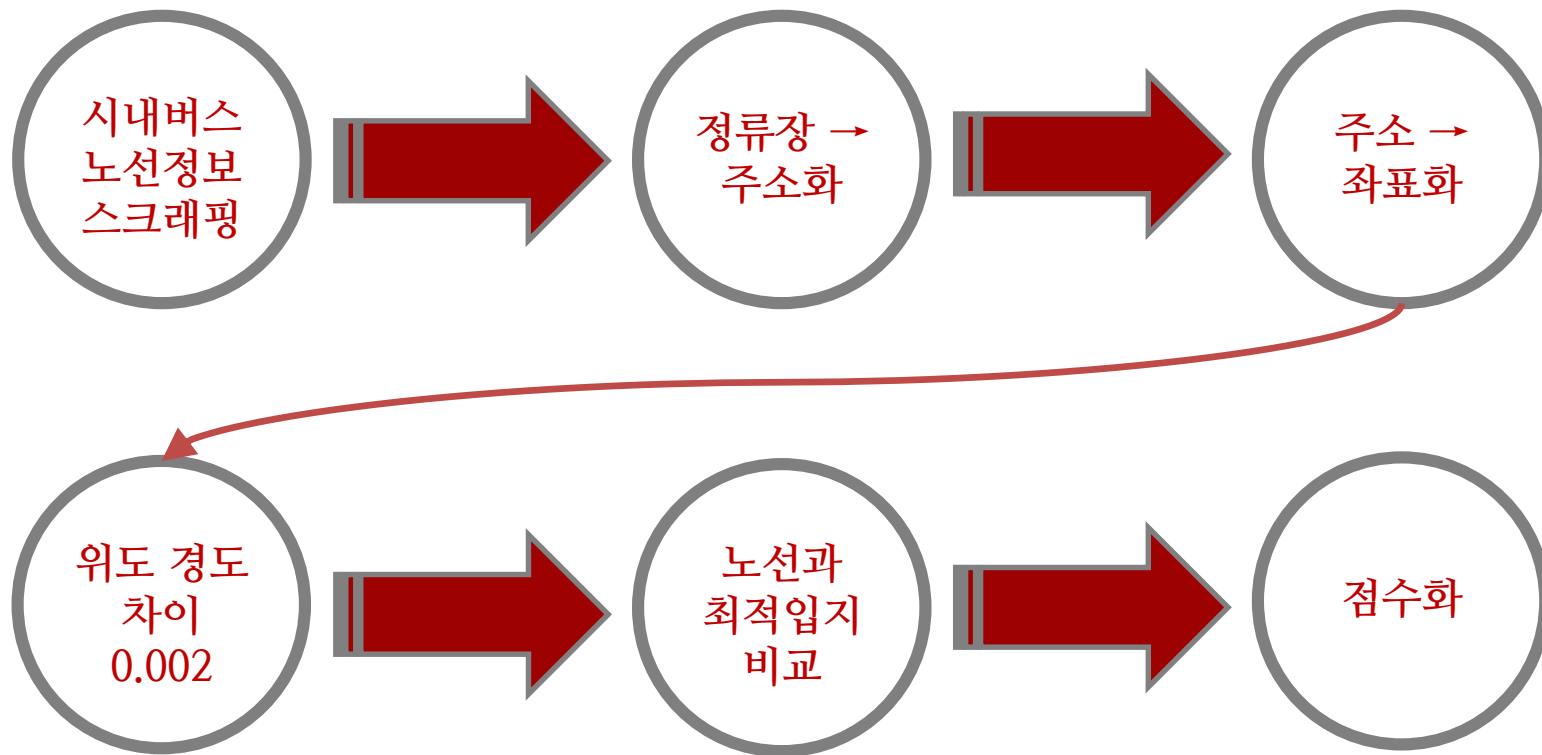 시내버스
노선정보
스크래핑
정류장 →
주소화
주소 →
좌표화
위도 경도
차이
0.002
노선과
최적입지
비교
점수화